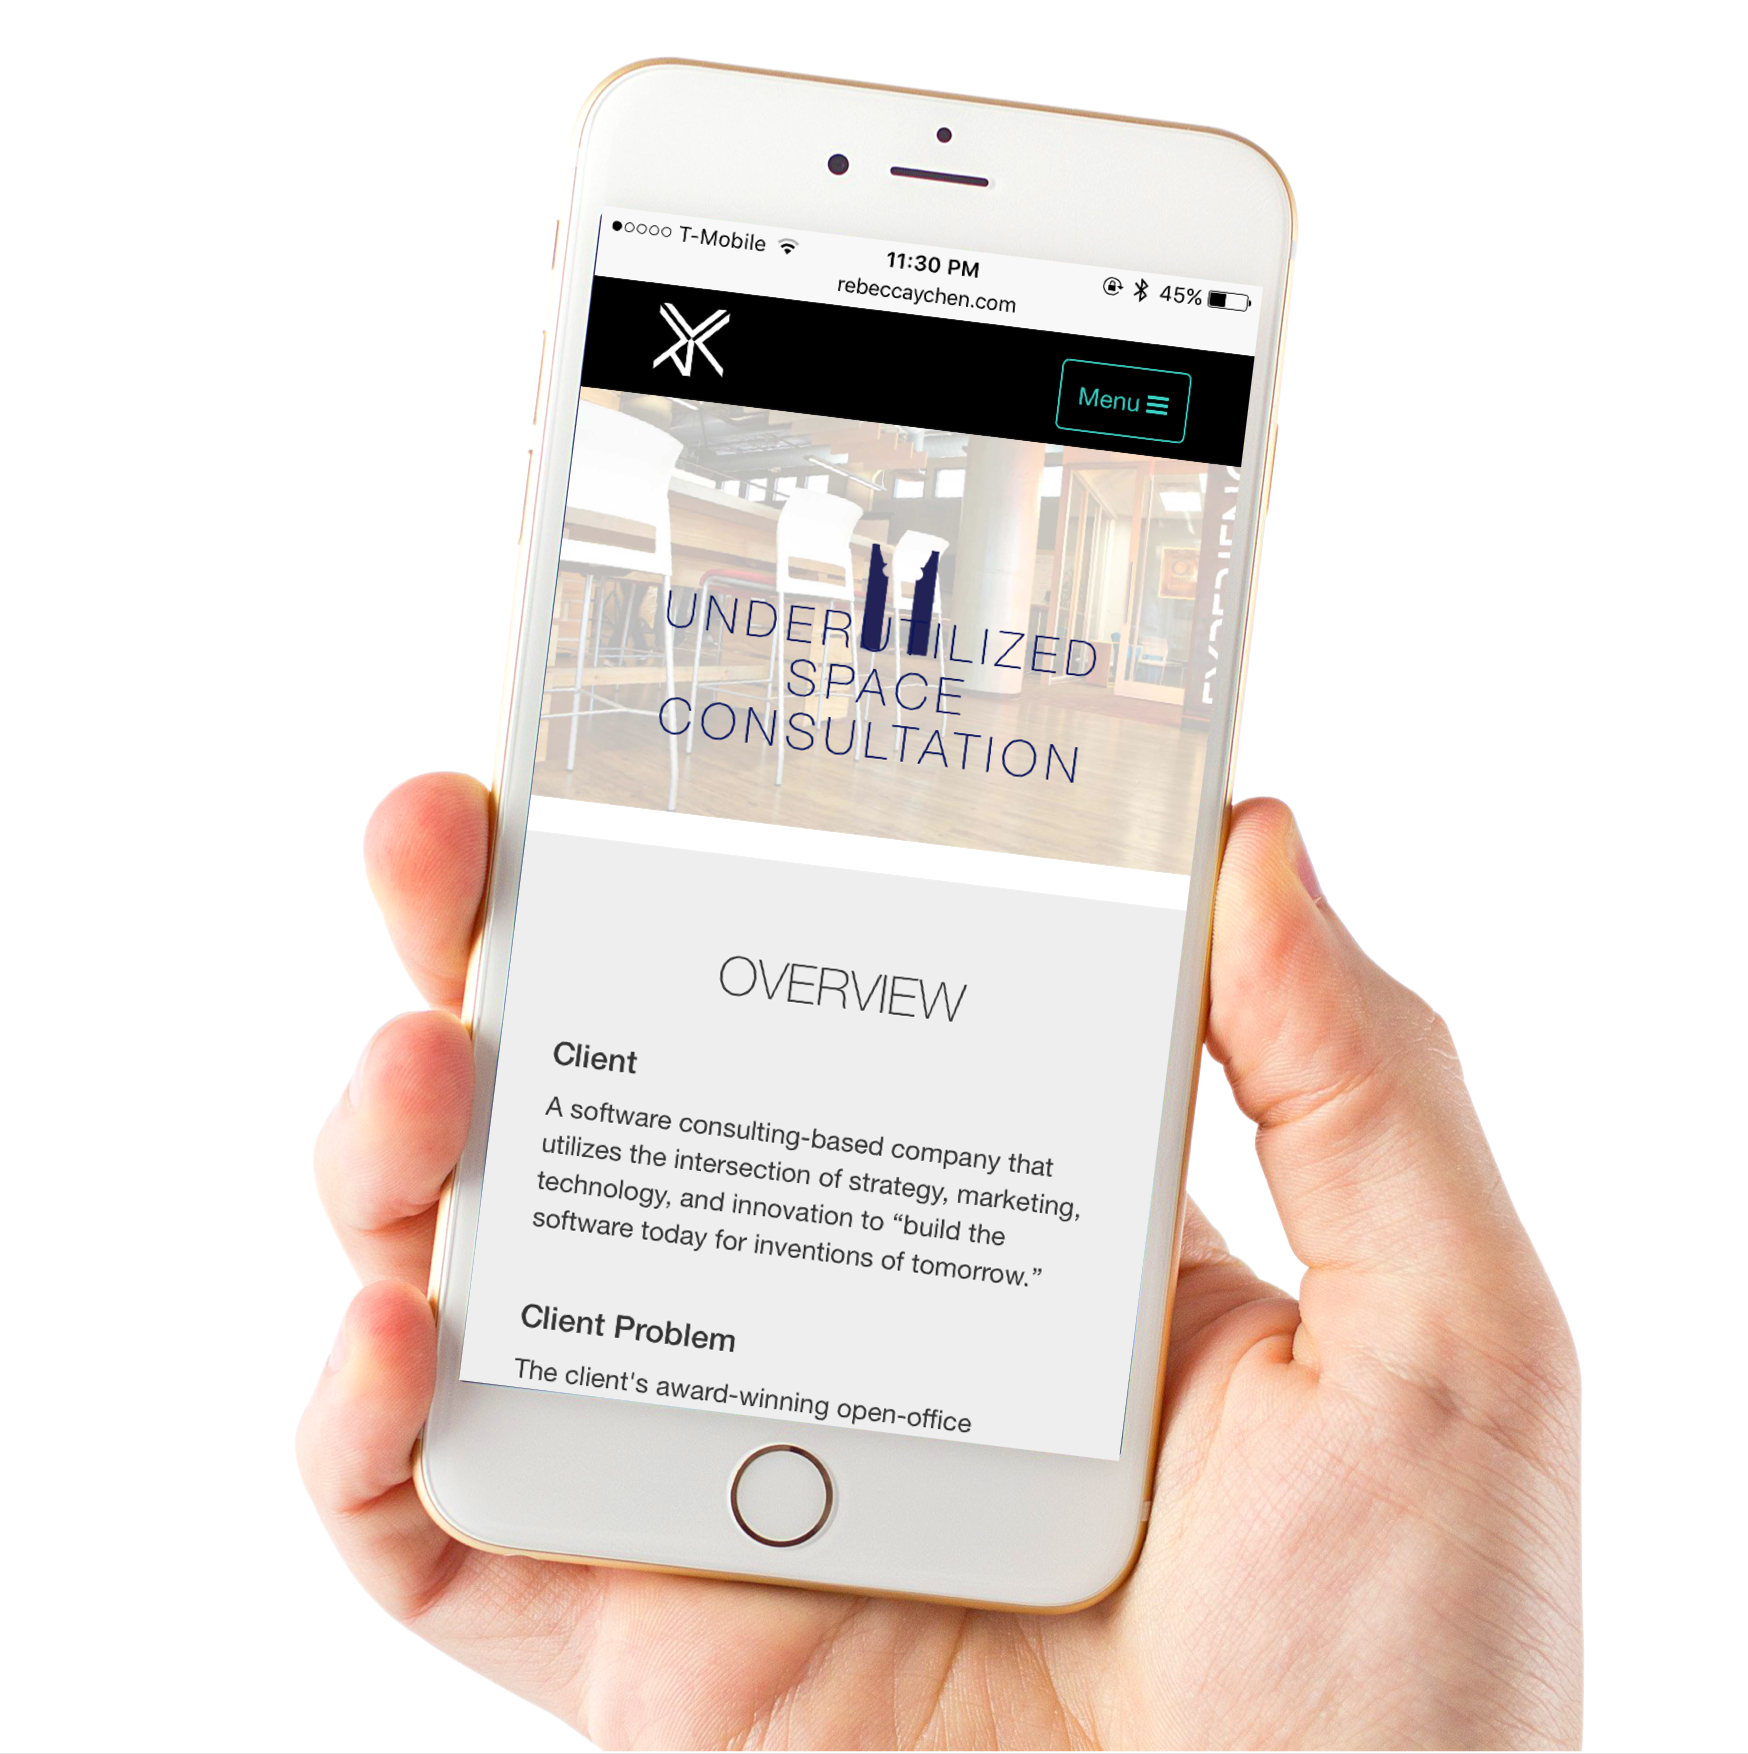 T-Mobile
11:30 PM
45%
rebeccaychen.com
Menu
UNDERUTILIZED
SPACE
CONSULTATION
OVERVIEW
Client
A software consulting-based company that
utilizes the intersection of strategy, marketing,
technology, and innovation to “build the
software today for inventions of tomorrow.”
Client Problem
The client's award-winning open-office